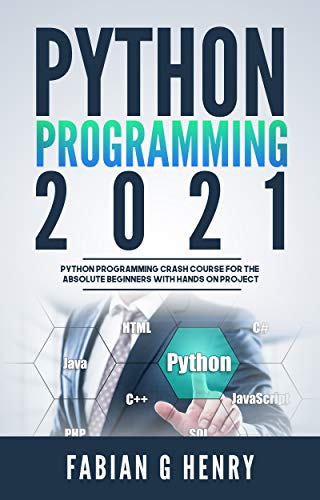 PYTHON
PROGRAMMING
2021
PYTHON PROGRAMMING CRASH COURSE FOR THE
ABSOLUTE BEGINNERS WITH HANDS ON PROJECT
HTML
C#
Java
Python
C++
JavaScript
PHP
SQL
FABIAN G HENRY